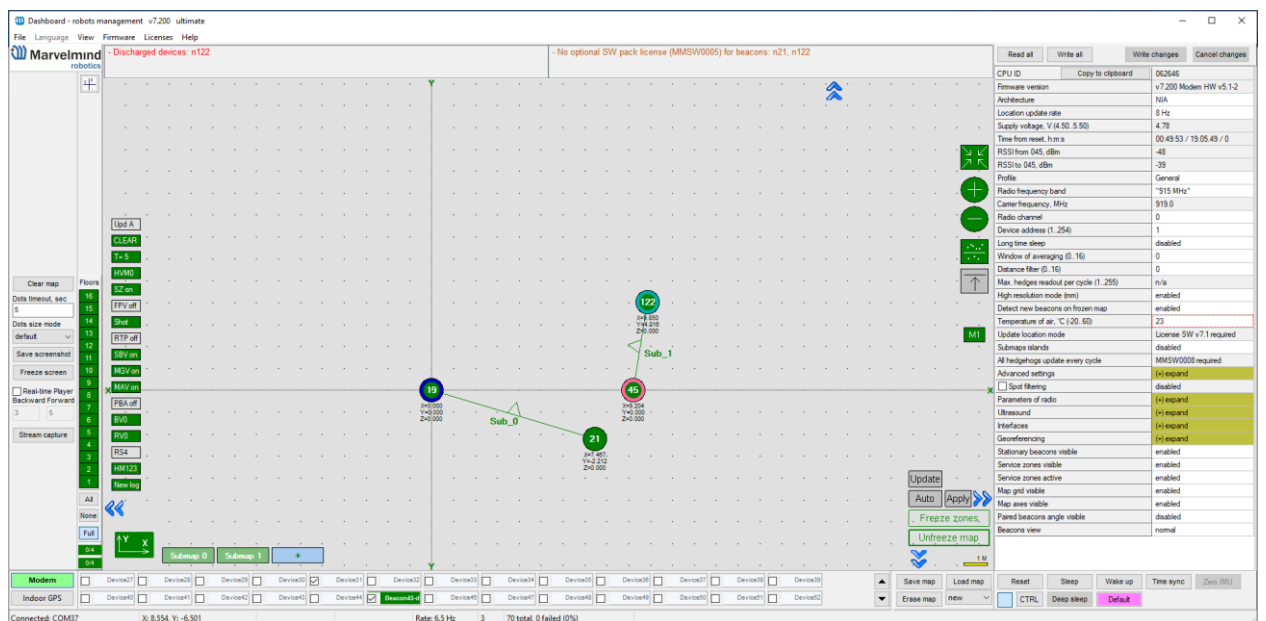 Dashboard - robots management v7.200 ultimate
File Language View Firmware Licenses Help
Marvelmind robotics
- Discharged devices: n122
- No optional SW pack license (MMSW0005) for beacons: n21, n122
Read all Write all Write changes Cancel changes
CPU ID Copy to clipboard 062646
Firmware version v7.200 Modem HW v5.1-2
Architecture NIA
Location update rate 8 Hz
Supply voltage, V (4.50..5.50) 4.78
Time from reset, h:m:s 00:49:53 / 19.05.49 / 0
RSSI from 045, dBm -48
RSSI to 045, dBm -39
Profile General
Radio frequency band "915 MHz"
Carrier frequency, MHz 919.0
Radio channel 0
Device address (1..254) 1
Long time sleep disabled
Window of averaging (0..16) 0
Distance filter (0..16) 0
Max. hedges readout per cycle (1..255) n/a
High resolution mode (mm) enabled
Detect new beacons on frozen map enabled
Temperature of air, °C (-20..60) 23
Update location mode License SW v7.1 required
Submaps islands disabled
All hedgehogs update every cycle MMSW0008 required
Advanced settings (+) expand
Spot filtering disabled
Parameters of radio (+) expand
Ultrasound (+) expand
Interfaces (+) expand
Georeferencing (+) expand
Stationary beacons visible enabled
Service zones visible enabled
Service zones active enabled
Map grid visible enabled
Map axes visible enabled
Paired beacons angle visible disabled
Beacons view normal
Y
Upd A
CLEAR
T= 5
HVM0
SZ on
FPV off
Shot
RTP off
SBV on
MGV on
MAV on
PBA off
BV0
RV0
RS4
HM123
New log
Clear map
Dots timeout, sec
5
Dots size mode
default
Save screenshot
Freeze screen
Real-time Player
Backward Forward
3 5
Stream capture
Floors
16
15
14
13
12
11
10
9
8
7
6
5
4
3
2
1
All
None
Full
0/4
0/4
122
X=9.850
Y=4.016
Z=0.000
Sub_1
M1
X
19
X=0.000
Y=0.000
Z=0.000
45
X=9.204
Y=0.000
Z=0.000
X
Sub_0
21
X=7.467
Y=-2.212
Z=0.000
Update
Auto Apply
Freeze zones
Unfreeze map
1 M
Y X
Submap 0 Submap 1 +
Y
Modem Device27 Device28 Device29 Device30 Device31 Device32 Device33 Device34 Device35 Device36 Device37 Device38 Device39
Indoor GPS Device40 Device41 Device42 Device43 Device44 Beacon45-d Device46 Device47 Device48 Device49 Device50 Device51 Device52
Save map Load map
Erase map new
Reset Sleep Wake up Time sync Zero IMU
CTRL Deep sleep Default
Connected: COM37 X: 8.554, Y: -6.501 Rate: 6.5 Hz 3 70 total, 0 failed (0%)